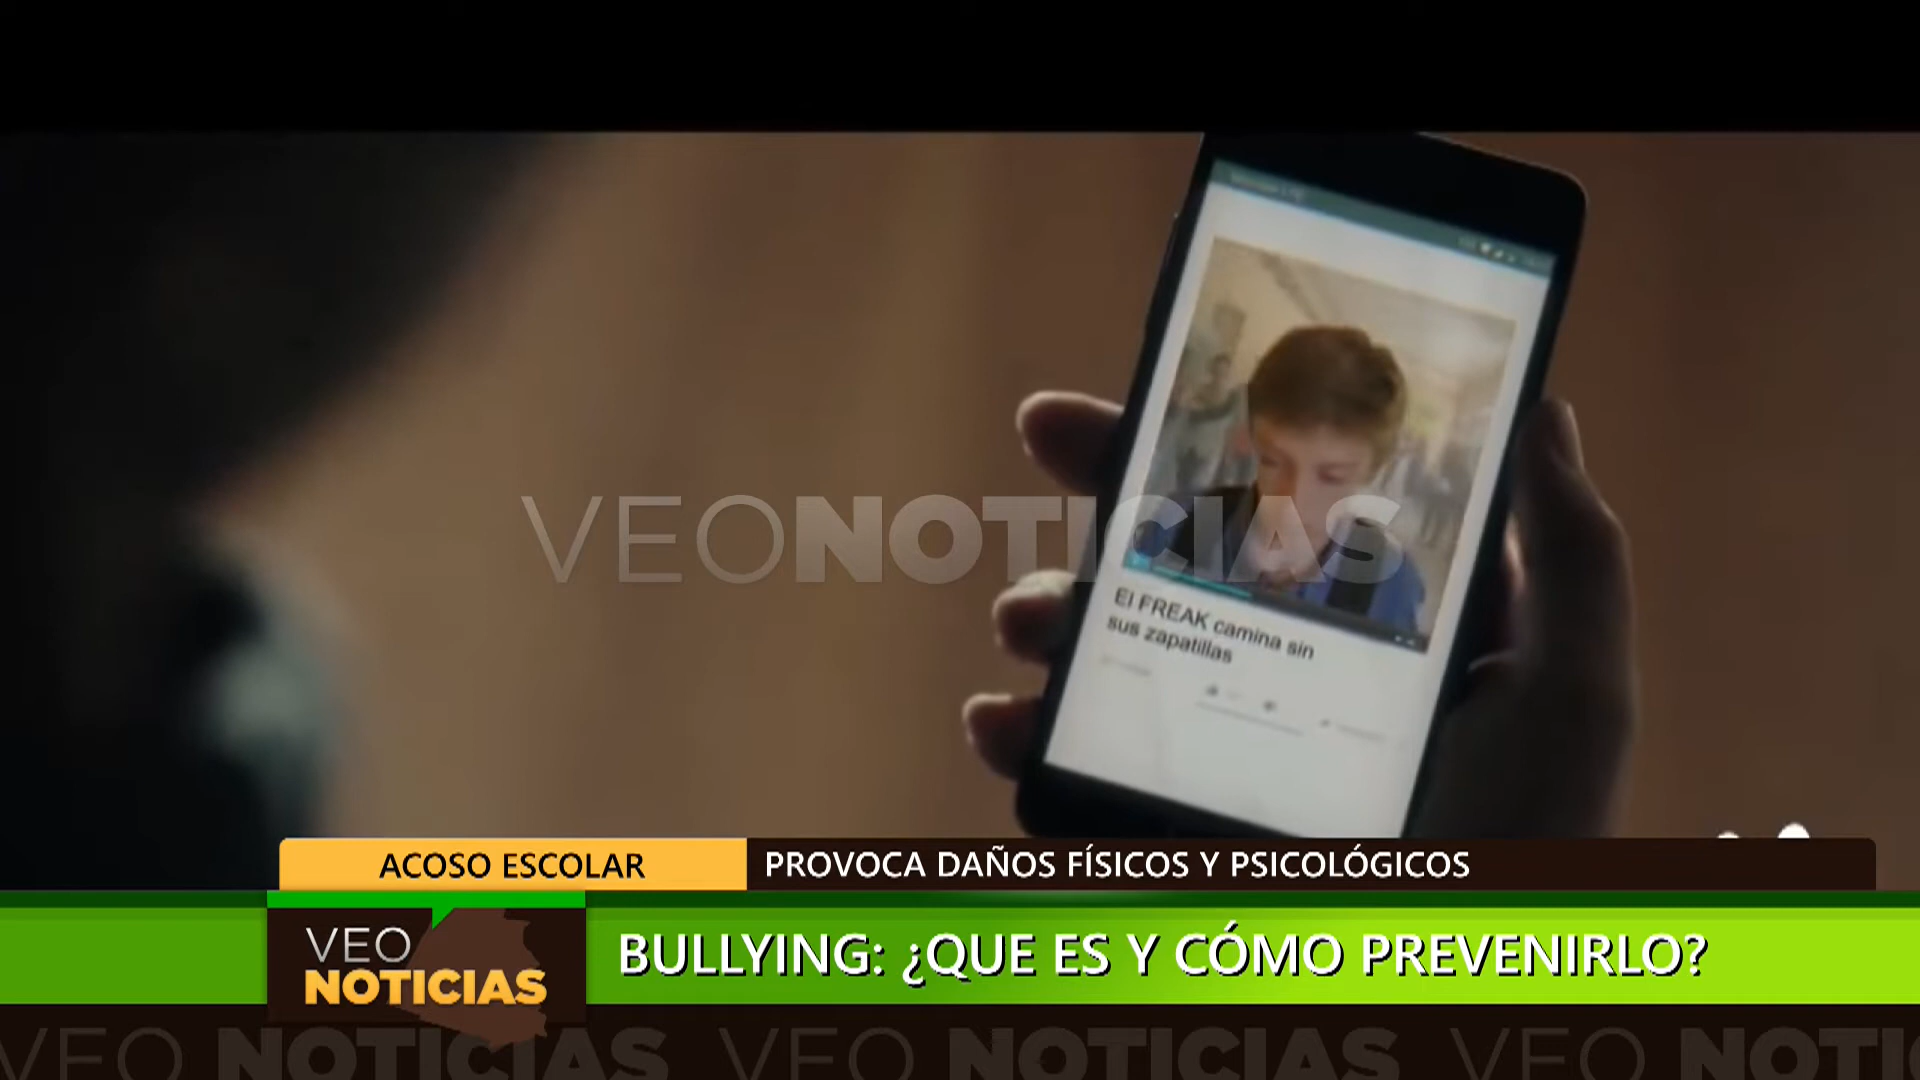 VEONOTICIAS
El FREAK camina sin
sus zapatillas
ACOSO ESCOLAR
PROVOCA DAÑOS FÍSICOS Y PSICOLÓGICOS
VEO
NOTICIAS
BULLYING: ¿QUE ES Y CÓMO PREVENIRLO?
VEO NOTICIAS VEO NOTICIAS VEO NOTI